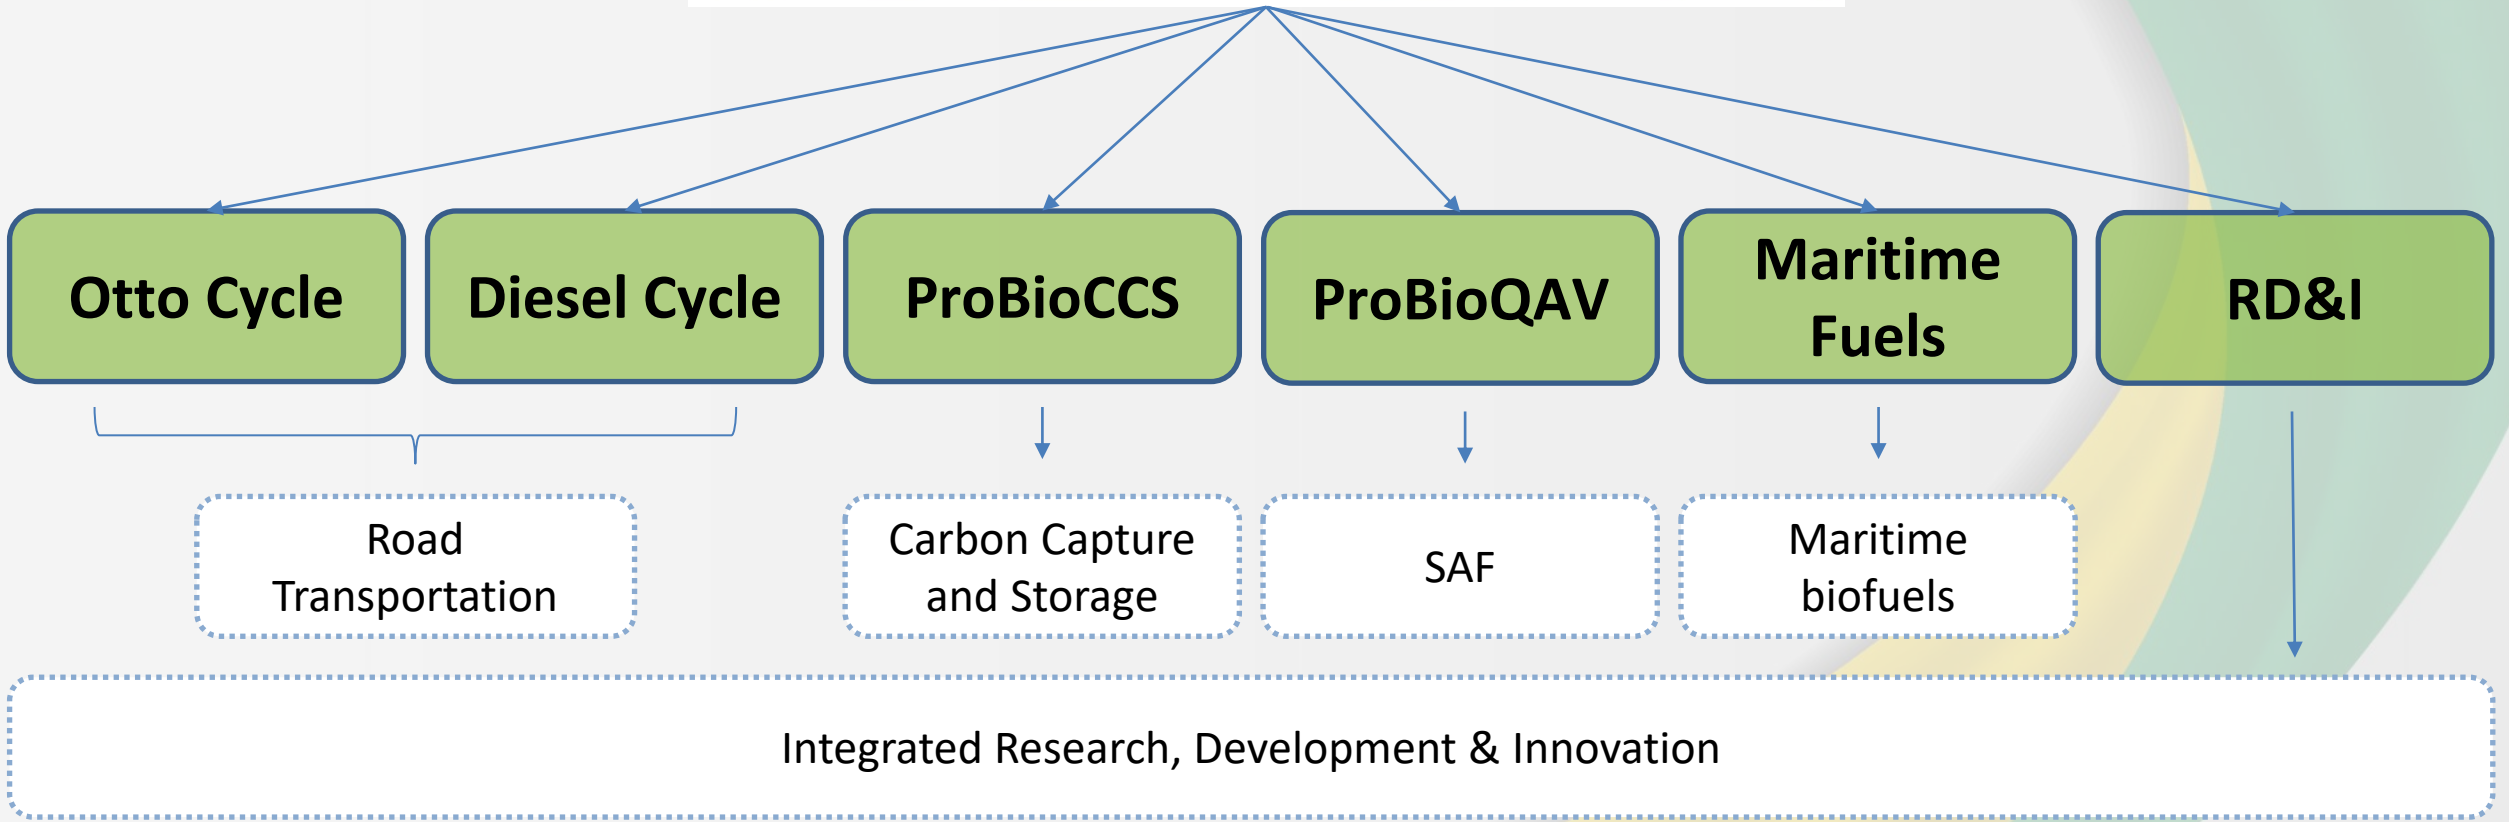 Otto Cycle
Diesel Cycle
ProBioCCS
ProBioQAV
Maritime
Fuels
RD&I
Road
Transportation
Carbon Capture
and Storage
SAF
Maritime
biofuels
Integrated Research, Development & Innovation